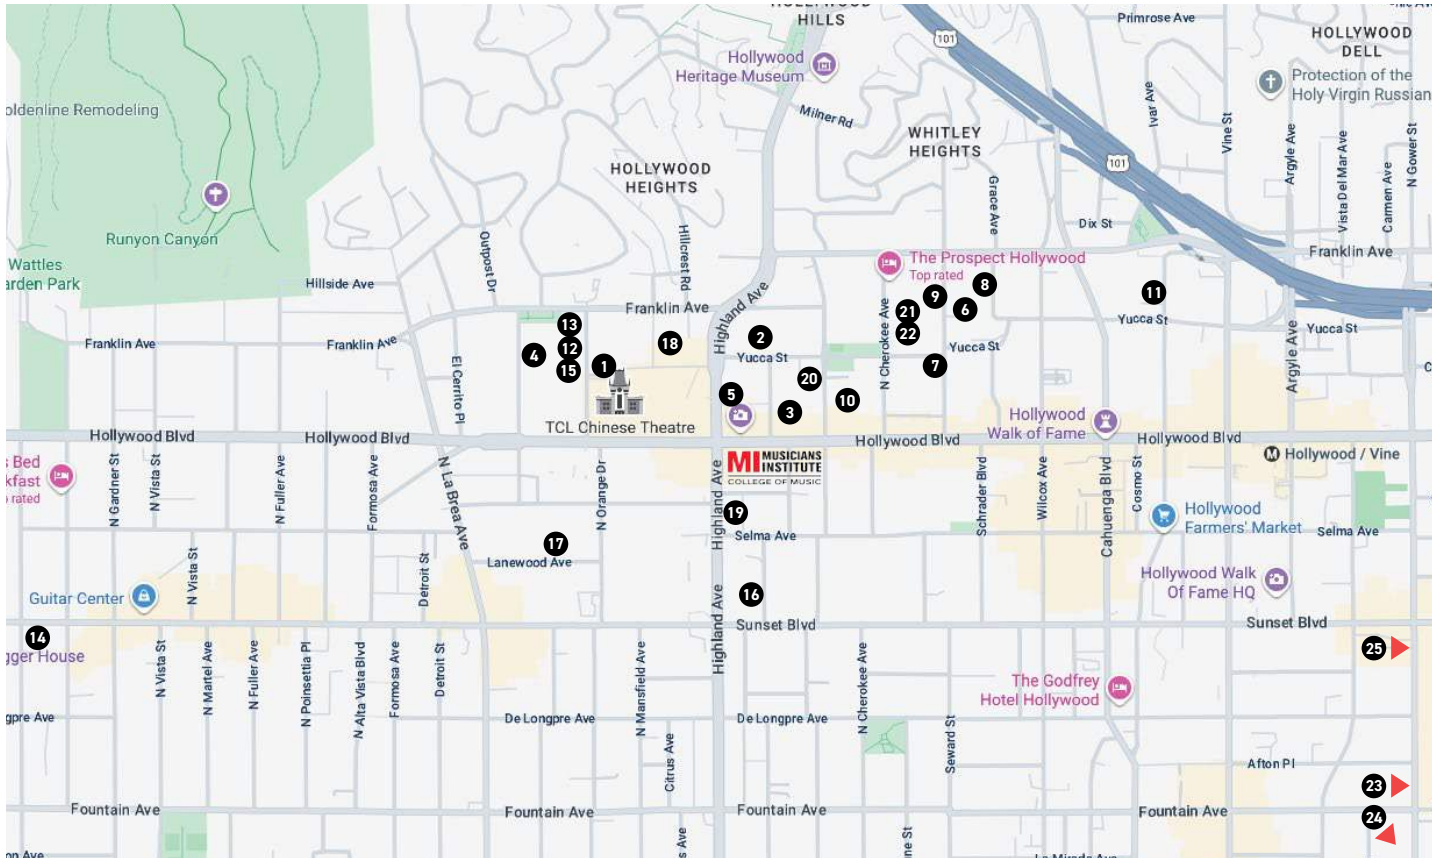 HOLLYWOOD
HILLS
Primrose Ave
101
HOLLYWOOD
DELL
Hollywood
Heritage Museum
Protection of the
Holy Virgin Russian
oldenline Remodeling
Milner Rd
Ivar Ave
Vine St
WHITLEY
HEIGHTS
Argyle Ave
Vista Del Mar Ave
Carmen Ave
N Gower St
101
HOLLYWOOD
HEIGHTS
Grace Ave
Dix St
Runyon Canyon
Outpost Dr
Hillcrest Rd
Franklin Ave
Wattles
arden Park
The Prospect Hollywood
Top rated
Hillside Ave
8
9
11
Franklin Ave
Highland Ave
N Cherokee Ave
21
6
Yucca St
13
22
Yucca St
Franklin Ave
Franklin Ave
18
2
Yucca St
Yucca St
12
4
15
1
7
El Cerrito Pl
Argyle Ave
C
20
5
10
3
Hollywood
Walk of Fame
TCL Chinese Theatre
Hollywood Blvd
Hollywood Blvd
Hollywood Blvd
Hollywood Blvd
Hollywood / Vine
MI MUSICIANS
INSTITUTE
COLLEGE OF MUSIC
s Bed
kfast
p rated
N Gardner St
N Vista St
N Fuller Ave
Formosa Ave
N La Brea Ave
N Orange Dr
Highland Ave
Schrader Blvd
Wilcox Ave
Cahuenga Blvd
Cosmo St
Hollywood
Farmers' Market
19
Selma Ave
Selma Ave
17
Lanewood Ave
N Vista St
Detroit St
Hollywood Walk
Of Fame HQ
Guitar Center
16
Highland Ave
Sunset Blvd
Sunset Blvd
14
gger House
25
N Vista St
N Martel Ave
N Fuller Ave
N Poinsettia Pl
N Alta Vista Blvd
Formosa Ave
Detroit St
N Mansfield Ave
N Cherokee Ave
The Godfrey
Hotel Hollywood
gpre Ave
De Longpre Ave
De Longpre Ave
Citrus Ave
Seward St
Afton Pl
23
Fountain Ave
Fountain Ave
Fountain Ave
Fountain Ave
24
s Ave
ne St
on Ave
La Mirada Ave